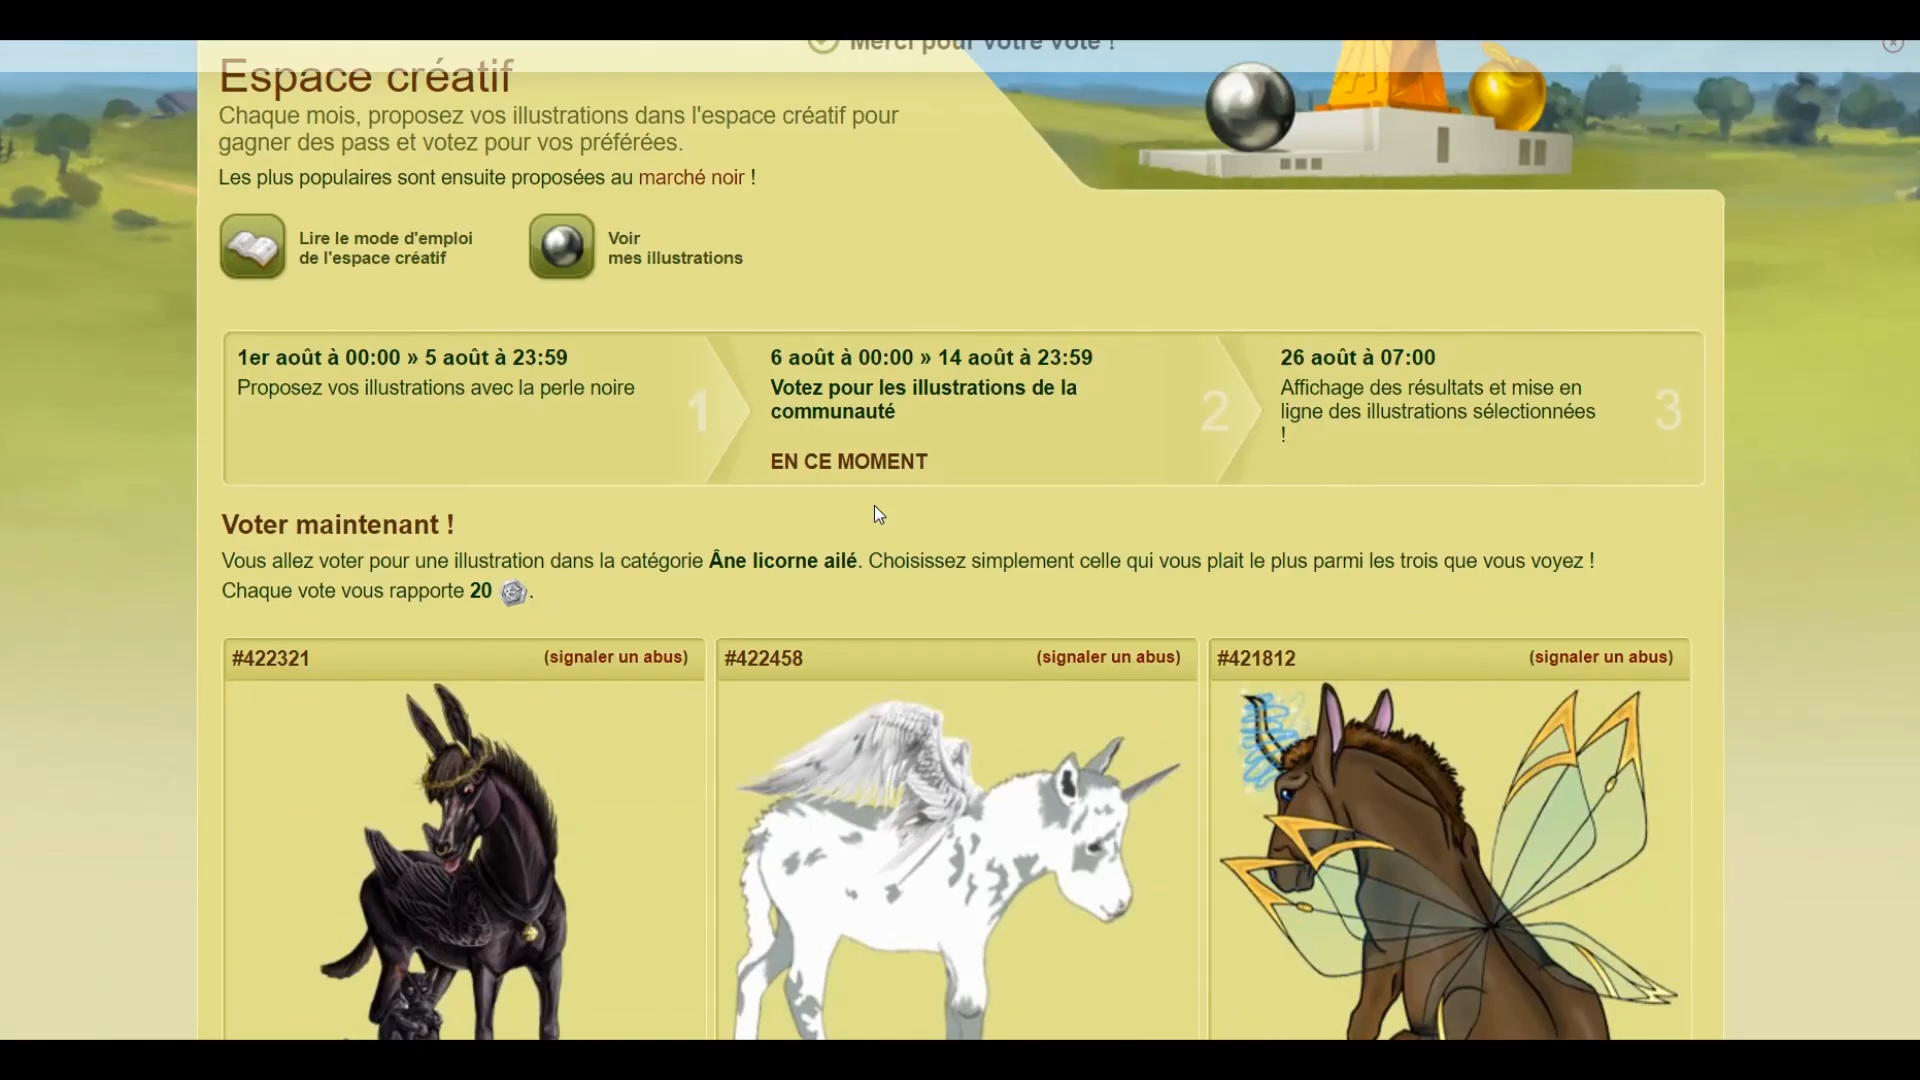 Merci pour votre vote !
Espace créatif
Chaque mois, proposez vos illustrations dans l'espace créatif pour
gagner des pass et votez pour vos préférées.
Les plus populaires sont ensuite proposées au marché noir !
Lire le mode d'emploi
de l'espace créatif
Voir
mes illustrations
1er août à 00:00 » 5 août à 23:59
Proposez vos illustrations avec la perle noire
1
6 août à 00:00 » 14 août à 23:59
Votez pour les illustrations de la
communauté
EN CE MOMENT
2
26 août à 07:00
Affichage des résultats et mise en
ligne des illustrations sélectionnées
!
3
Voter maintenant !
Vous allez voter pour une illustration dans la catégorie Âne licorne ailé. Choisissez simplement celle qui vous plait le plus parmi les trois que vous voyez !
Chaque vote vous rapporte 20 .
#422321 (signaler un abus)
#422458 (signaler un abus)
#421812 (signaler un abus)